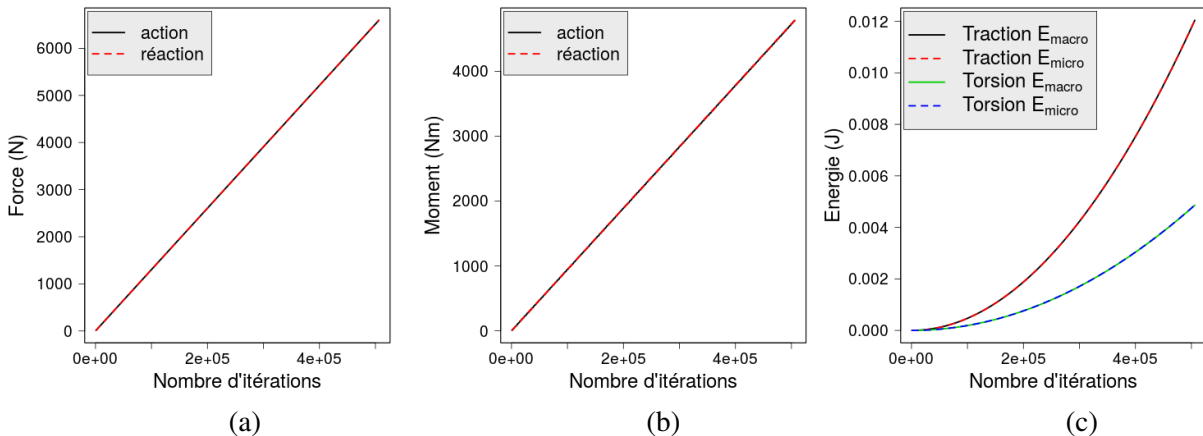 action
réaction
Force (N)
6000
5000
4000
3000
2000
1000
0
0e+00 2e+05 4e+05
Nombre d'itérations
(a)
action
réaction
Moment (Nm)
4000
3000
2000
1000
0
0e+00 2e+05 4e+05
Nombre d'itérations
(b)
Traction Emacro
Traction Emicro
Torsion Emacro
Torsion Emicro
Energie (J)
0.012
0.010
0.008
0.006
0.004
0.002
0.000
0e+00 2e+05 4e+05
Nombre d'itérations
(c)